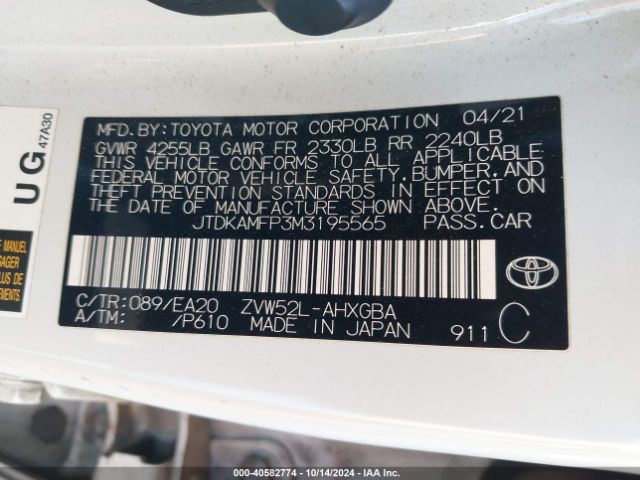 MFD.BY:TOYOTA MOTOR CORPORATION 04/21
GVWR 4255LB GAWR FR 2330LB RR 2240LB
THIS VEHICLE CONFORMS TO ALL APPLICABLE
FEDERAL MOTOR VEHICLE SAFETY,BUMPER,AND
THEFT PREVENTION STANDARDS IN EFFECT ON
THE DATE OF MANUFACTURE SHOWN ABOVE.
JTDKAMFP3M3195565 PASS.CAR
C/TR:089/EA20 ZVW52L-AHXGBA
A/TM: /P610 MADE IN JAPAN 911 C
UG 47A30
E MANUEL
SAGER
ES.
40582774 - 10/14/2024 - IAA Inc.